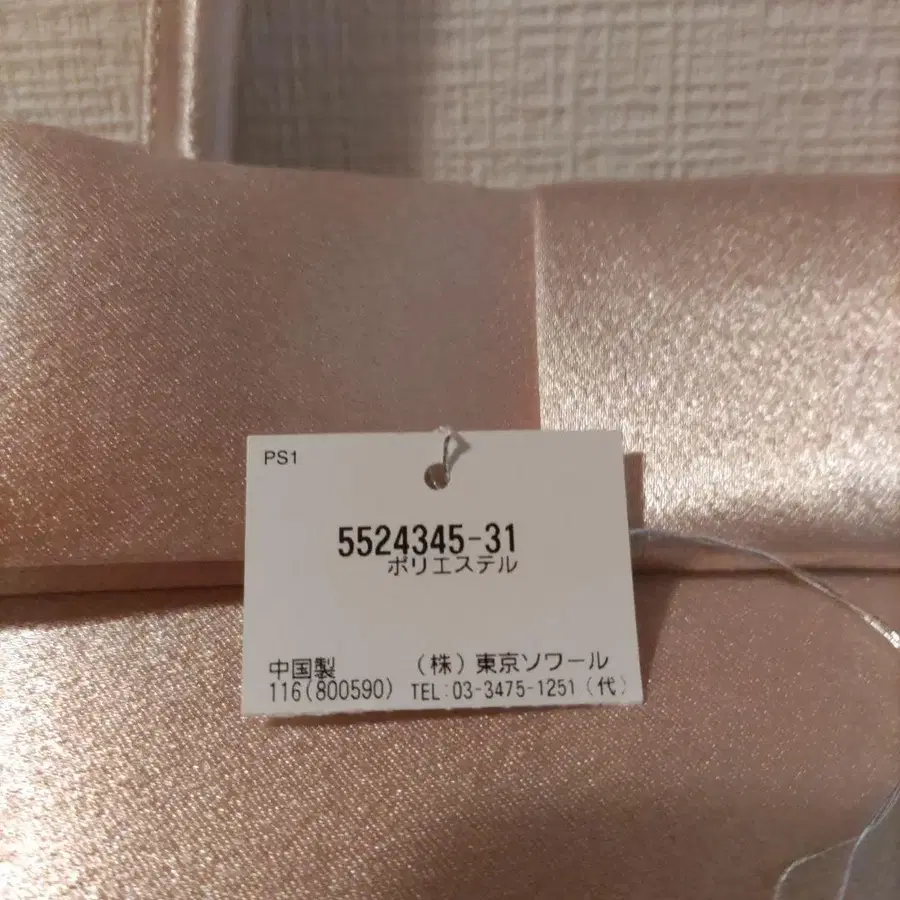 PS1
5524345-31
ポリエステル
中国製 (株)東京ソワール
116(800590) TEL:03-3475-1251(代)